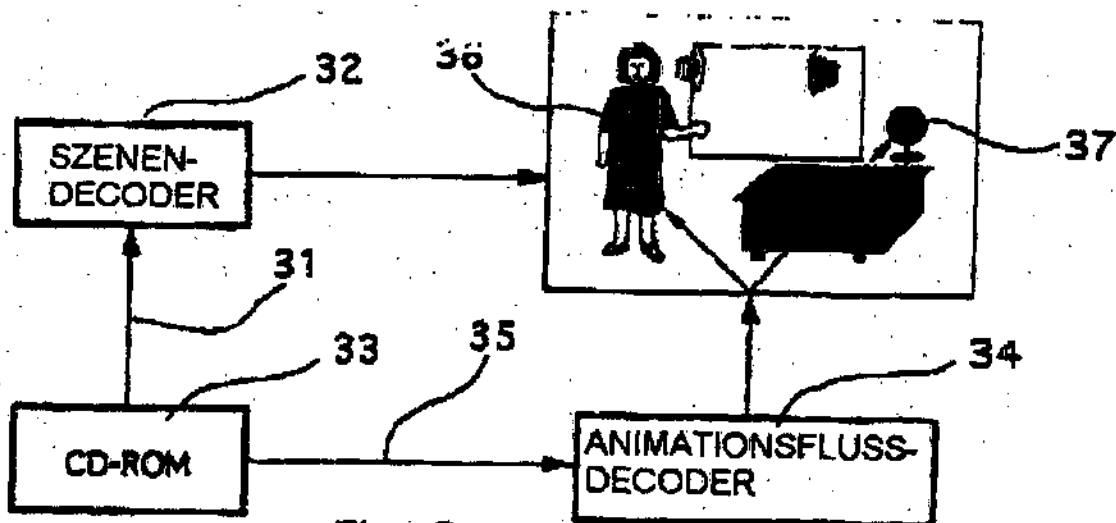 36
32
37
SZENEN-
DECODER
31
33
35
34
CD-ROM
ANIMATIONSFLUSS-
DECODER